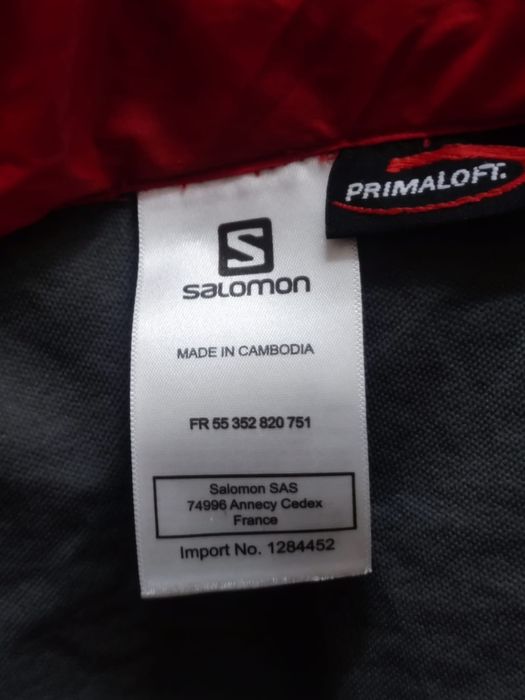 PRIMALOFT.
S
SALOMON
MADE IN CAMBODIA
FR 55 352 820 751
Salomon SAS
74996 Annecy Cedex
France
Import No. 1284452